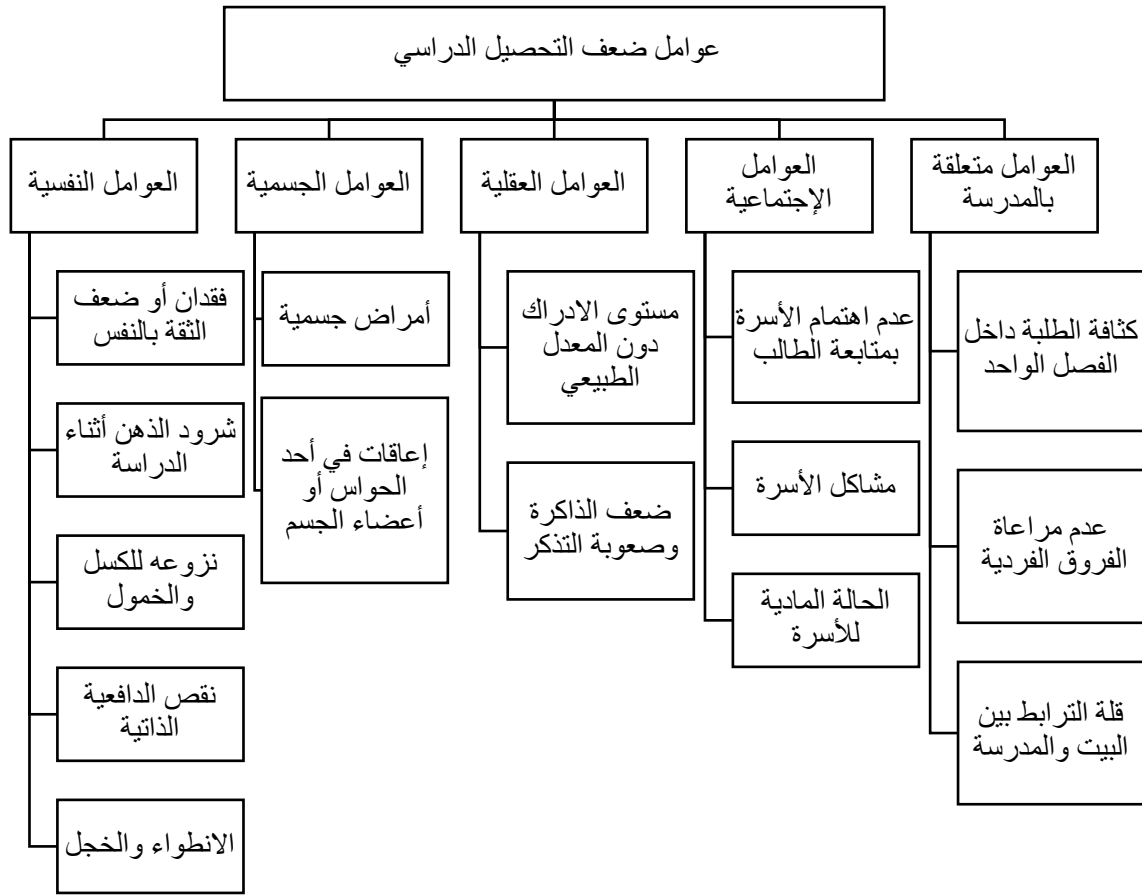 عوامل ضعف التحصيل الدراسي
العوامل متعلقة
بالمدرسة
كثافة الطلبة داخل
الفصل الواحد
عدم مراعاة
الفروق الفردية
قلة الترابط بين
البيت والمدرسة
العوامل
الإجتماعية
عدم اهتمام الأسرة
بمتابعة الطالب
مشاكل الأسرة
الحالة المادية
للأسرة
العوامل العقلية
مستوى الادراك
دون المعدل
الطبيعي
ضعف الذاكرة
وصعوبة التذكر
العوامل الجسمية
أمراض جسمية
إعاقات في أحد
الحواس أو
أعضاء الجسم
العوامل النفسية
فقدان أو ضعف
الثقة بالنفس
شرود الذهن أثناء
الدراسة
نزوعه للكسل
والخمول
نقص الدافعية
الذاتية
الانطواء والخجل